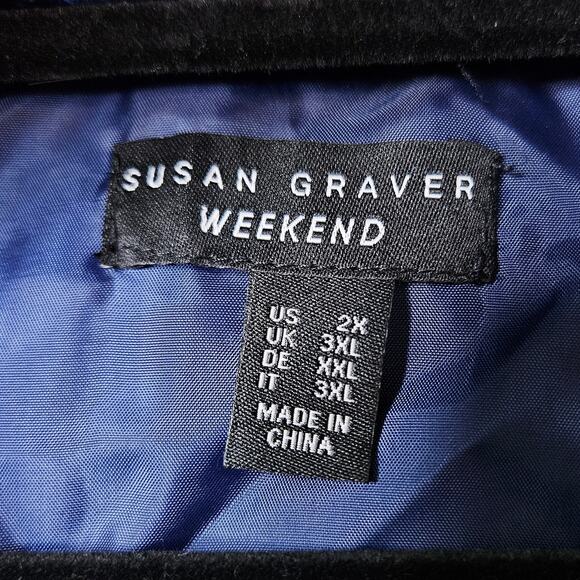 SUSAN GRAVER
WEEKEND
US 2X
UK 3XL
DE XXL
IT 3XL
MADE IN
CHINA